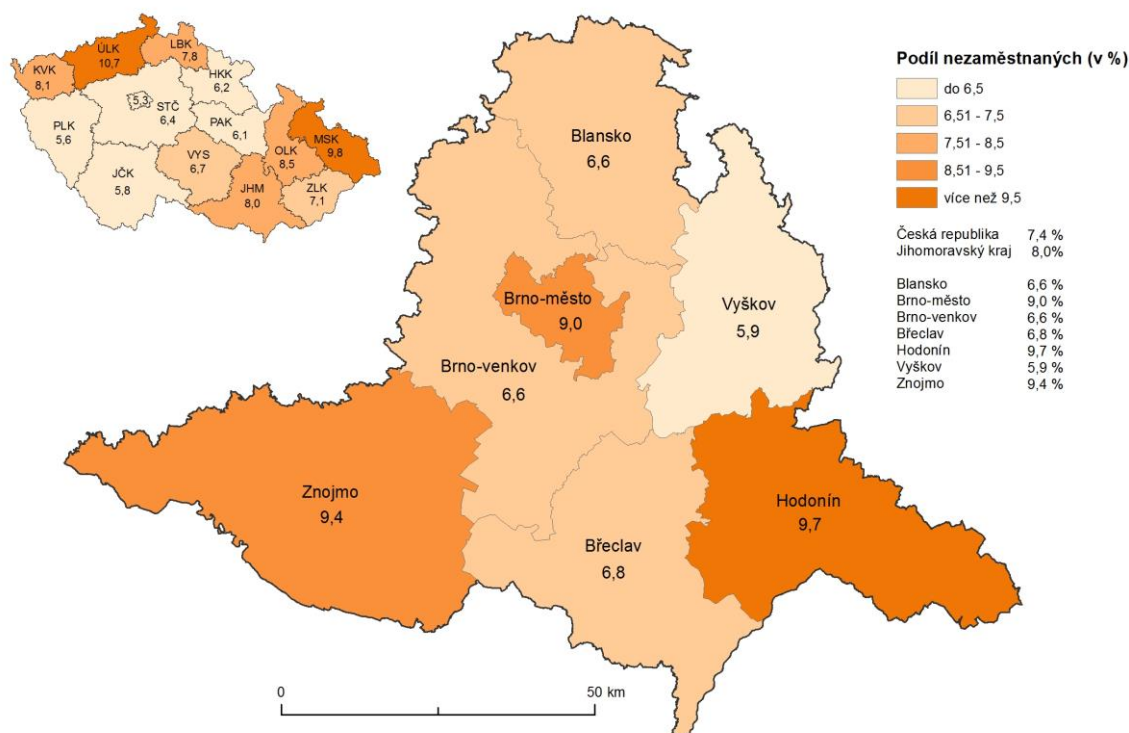 ÚLK
10,7
LBK
7,8
KVK
8,1
HKK
6,2
5,3
STČ
6,4
PAK
6,1
PLK
5,6
MSK
9,8
OLK
8,5
VYS
6,7
JČK
5,8
JHM
8,0
ZLK
7,1
Blansko
6,6
Brno-město
9,0
Vyškov
5,9
Brno-venkov
6,6
Znojmo
9,4
Hodonín
9,7
Břeclav
6,8
0 50 km
Podíl nezaměstnaných (v %)
do 6,5
6,51 - 7,5
7,51 - 8,5
8,51 - 9,5
více než 9,5
Česká republika 7,4 %
Jihomoravský kraj 8,0%
Blansko 6,6 %
Brno-město 9,0 %
Brno-venkov 6,6 %
Břeclav 6,8 %
Hodonín 9,7 %
Vyškov 5,9 %
Znojmo 9,4 %